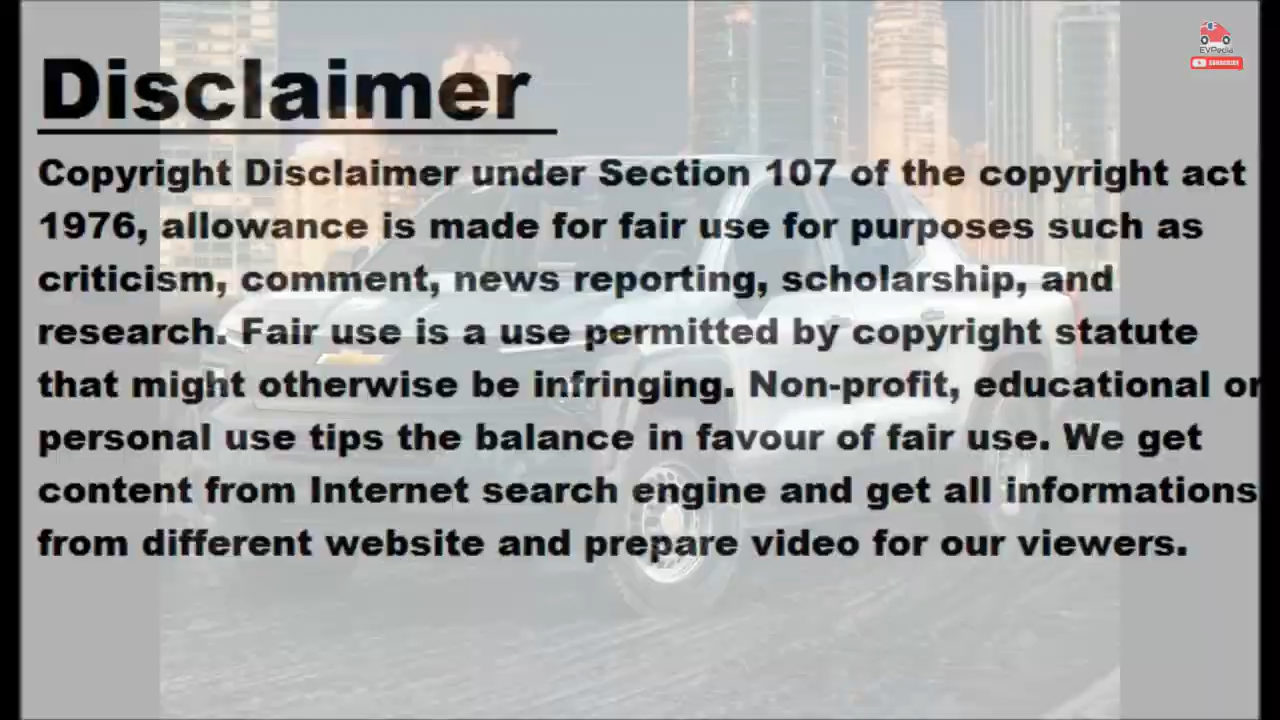 Disclaimer
Copyright Disclaimer under Section 107 of the copyright act
1976, allowance is made for fair use for purposes such as
criticism, comment, news reporting, scholarship, and
research. Fair use is a use permitted by copyright statute
that might otherwise be infringing. Non-profit, educational or
personal use tips the balance in favour of fair use. We get
content from Internet search engine and get all informations
from different website and prepare video for our viewers.
EVPedia
SUBSCRIBE